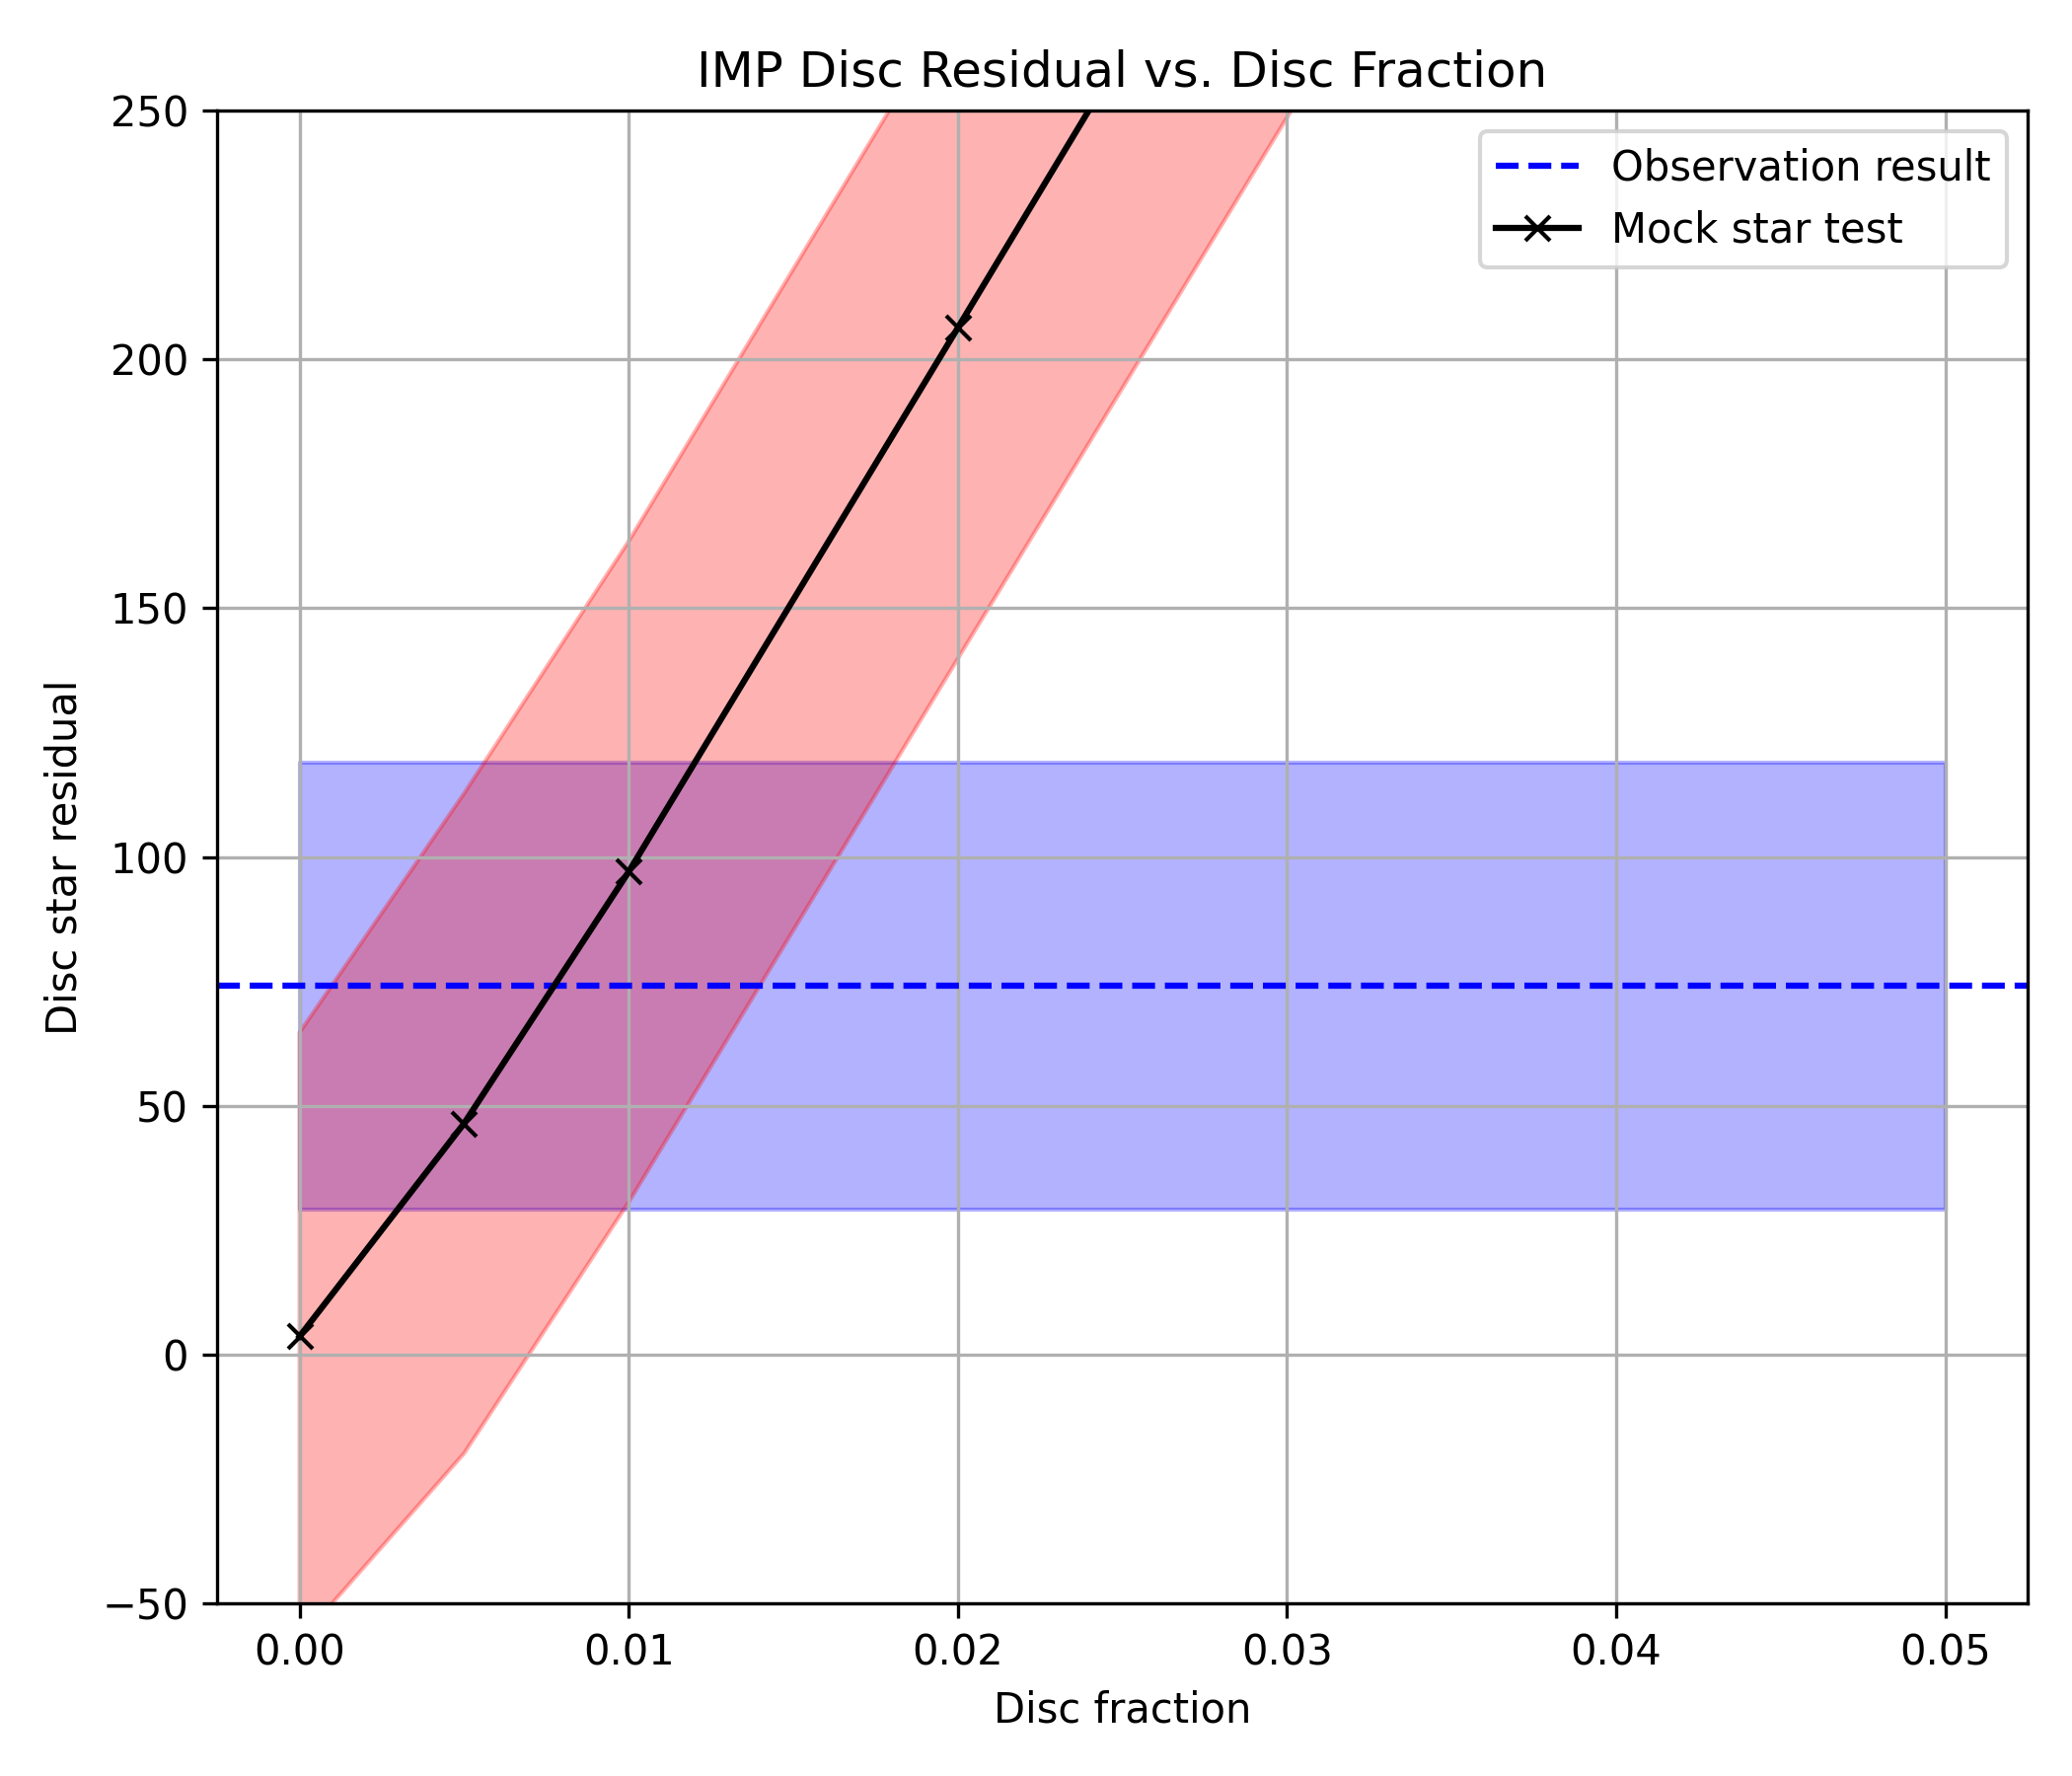 IMP Disc Residual vs. Disc Fraction
250
200
150
100
50
0
−50
Disc star residual
Observation result
Mock star test
0.00 0.01 0.02 0.03 0.04 0.05
Disc fraction